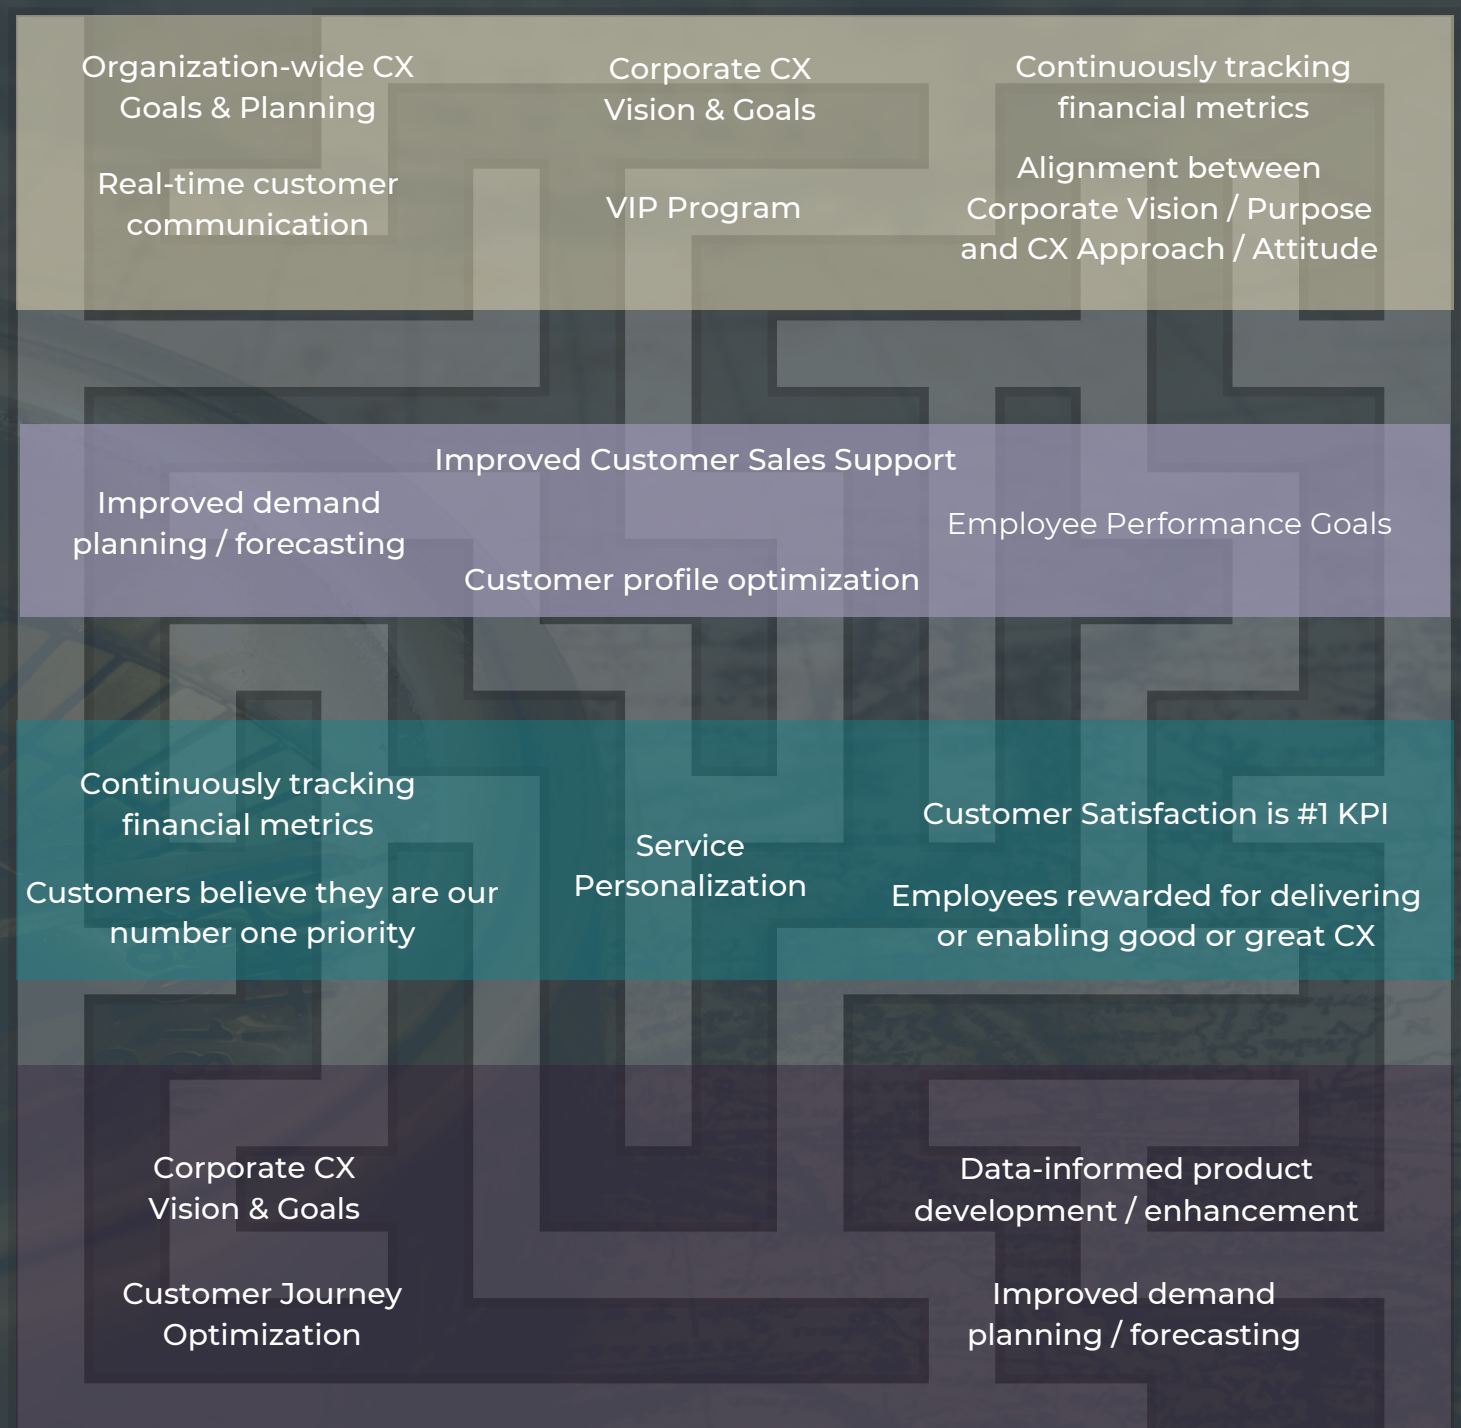 Organization-wide CX
Goals & Planning
Corporate CX
Vision & Goals
Continuously tracking
financial metrics
Real-time customer
communication
VIP Program
Alignment between
Corporate Vision / Purpose
and CX Approach / Attitude
Improved Customer Sales Support
Improved demand
planning / forecasting
Employee Performance Goals
Customer profile optimization
Continuously tracking
financial metrics
Customers believe they are our
number one priority
Service
Personalization
Customer Satisfaction is #1 KPI
Employees rewarded for delivering
or enabling good or great CX
Corporate CX
Vision & Goals
Data-informed product
development / enhancement
Customer Journey
Optimization
Improved demand
planning / forecasting